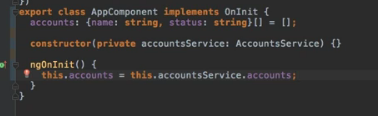 })
export class AppComponent implements OnInit {
accounts: {name: string, status: string}[] = [];
constructor(private accountsService: AccountsService) {}
ngOnInit() {
this.accounts = this.accountsService.accounts;
}
}